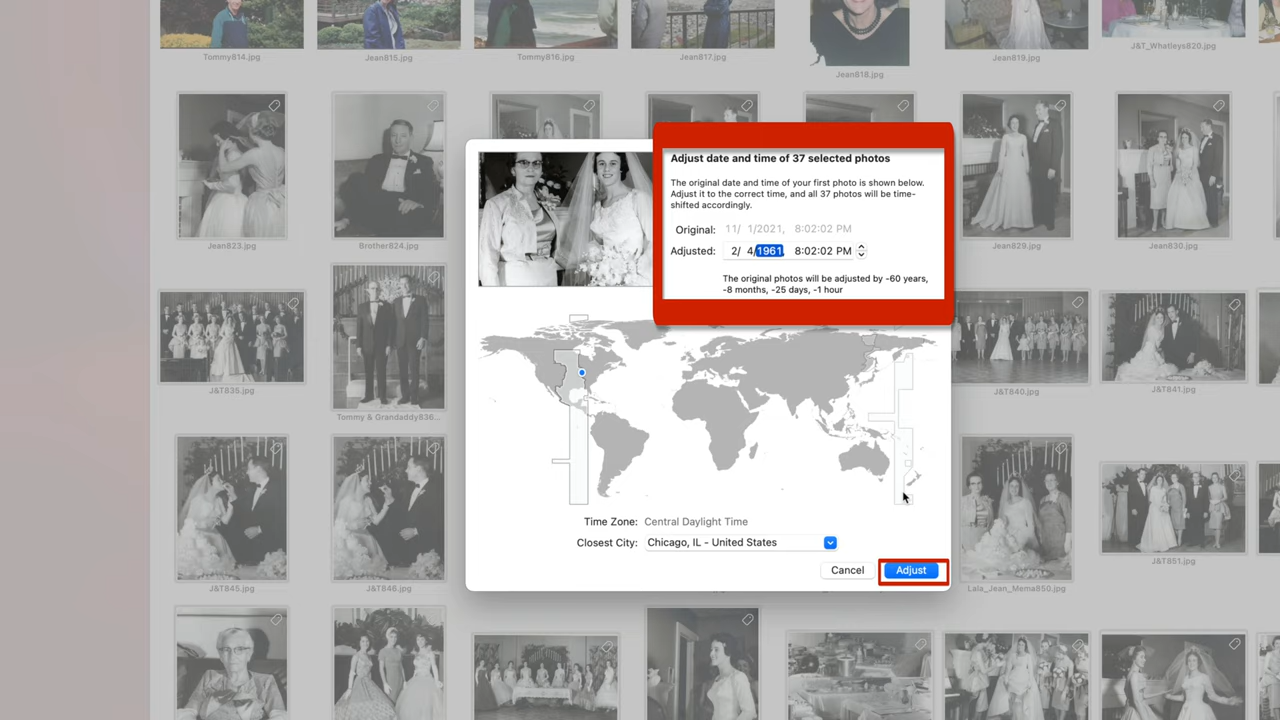 Tommy814.jpg
Jean815.jpg
Tommy816.jpg
Jean817.jpg
Jean818.jpg
Jean819.jpg
J&T_Whatleys820.jpg
Adjust date and time of 37 selected photos
The original date and time of your first photo is shown below.
Adjust it to the correct time, and all 37 photos will be time-
shifted accordingly.
Original: 11/ 1/2021, 8:02:02 PM
Adjusted: 2/ 4/1961, 8:02:02 PM
The original photos will be adjusted by -60 years,
-8 months, -25 days, -1 hour
Jean823.jpg
Brother824.jpg
Jean829.jpg
Jean830.jpg
J&T835.jpg
Tommy & Grandaddy836...
J&T840.jpg
J&T841.jpg
Time Zone: Central Daylight Time
Closest City: Chicago, IL - United States
Cancel
Adjust
J&T845.jpg
J&T846.jpg
Lala_Jean_Mema850.jpg
J&T851.jpg